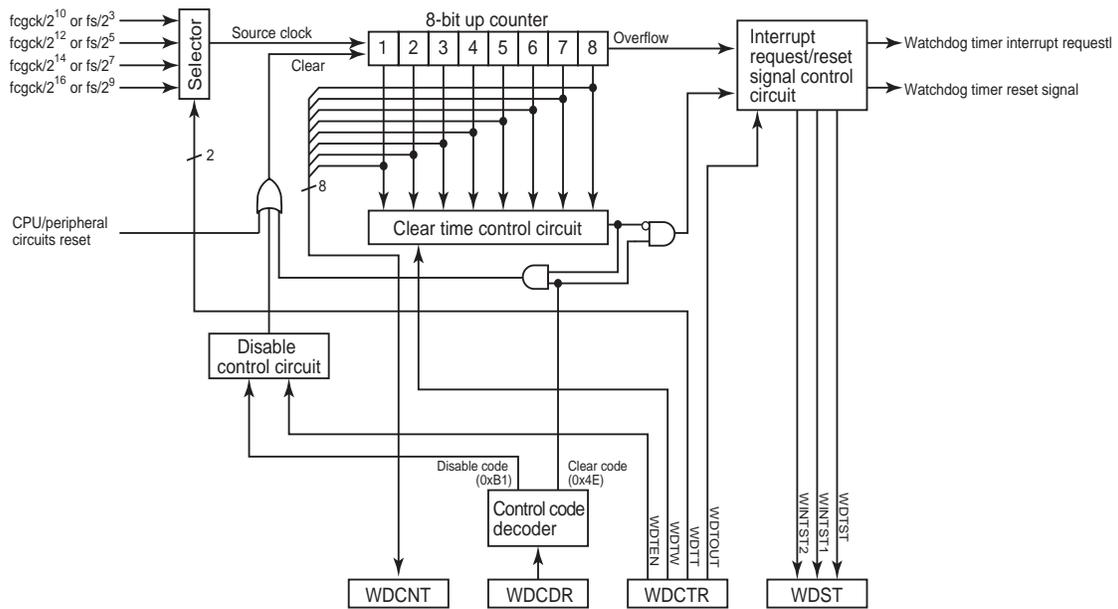 8-bit up counter
fcgck/2^10 or fs/2^3
fcgck/2^12 or fs/2^5
fcgck/2^14 or fs/2^7
fcgck/2^16 or fs/2^9
Selector
Source clock
Clear
1 2 3 4 5 6 7 8
Overflow
Interrupt
request/reset
signal control
circuit
Watchdog timer interrupt requestl
Watchdog timer reset signal
2
8
CPU/peripheral
circuits reset
Clear time control circuit
Disable
control circuit
Disable code
(0xB1)
Clear code
(0x4E)
Control code
decoder
WDTEN
WDTW
WDTT
WDTOUT
WINTST2
WINTST1
WDTST
WDCNT
WDCDR
WDCTR
WDST